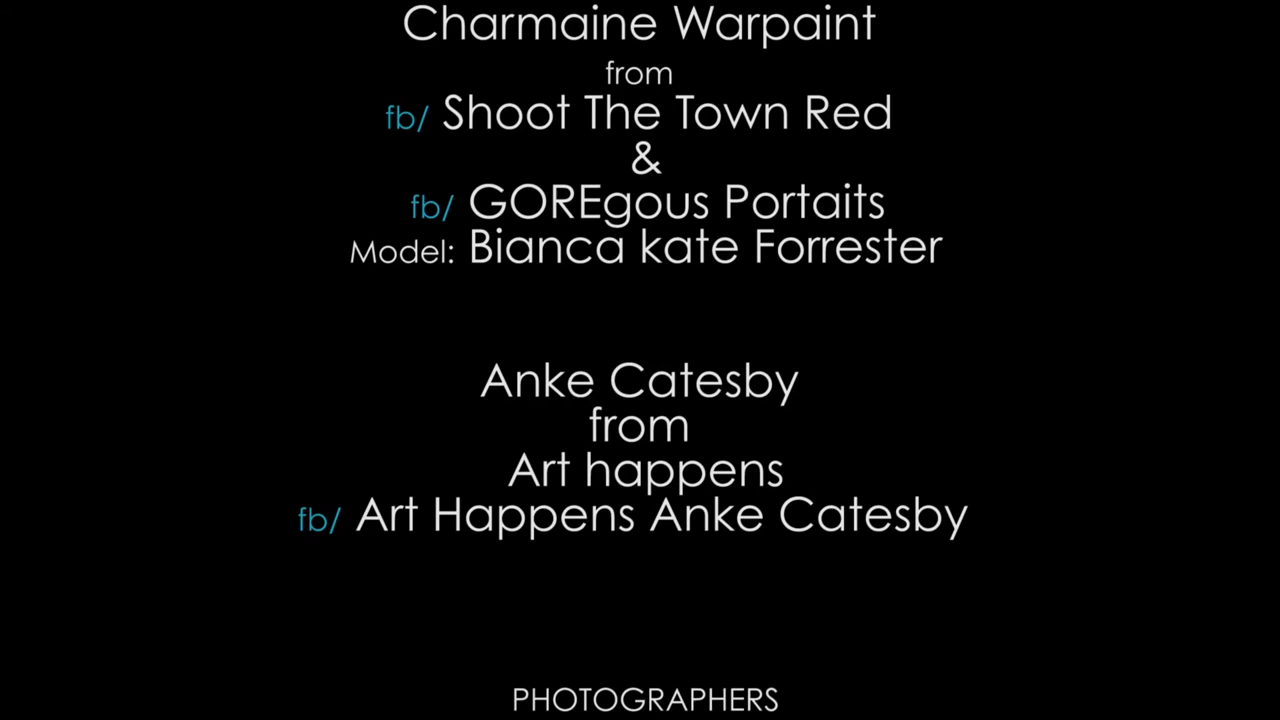 Charmaine Warpaint
from
fb/ Shoot The Town Red
&
fb/ GOREgous Portaits
Model: Bianca kate Forrester
Anke Catesby
from
Art happens
fb/ Art Happens Anke Catesby
PHOTOGRAPHERS